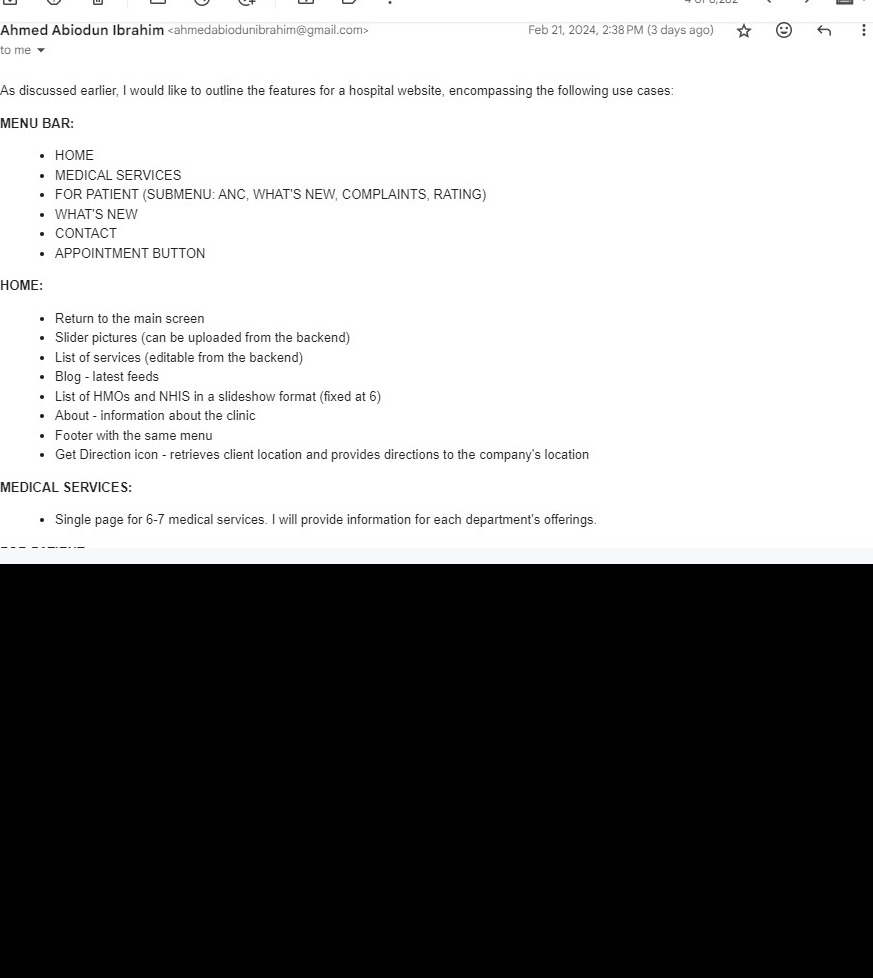 Ahmed Abiodun Ibrahim <ahmedabiodunibrahim@gmail.com> Feb 21, 2024, 2:38 PM (3 days ago)
to me
As discussed earlier, I would like to outline the features for a hospital website, encompassing the following use cases:
MENU BAR:
• HOME
• MEDICAL SERVICES
• FOR PATIENT (SUBMENU: ANC, WHAT'S NEW, COMPLAINTS, RATING)
• WHAT'S NEW
• CONTACT
• APPOINTMENT BUTTON
HOME:
• Return to the main screen
• Slider pictures (can be uploaded from the backend)
• List of services (editable from the backend)
• Blog - latest feeds
• List of HMOs and NHIS in a slideshow format (fixed at 6)
• About - information about the clinic
• Footer with the same menu
• Get Direction icon - retrieves client location and provides directions to the company's location
MEDICAL SERVICES:
• Single page for 6-7 medical services. I will provide information for each department's offerings.